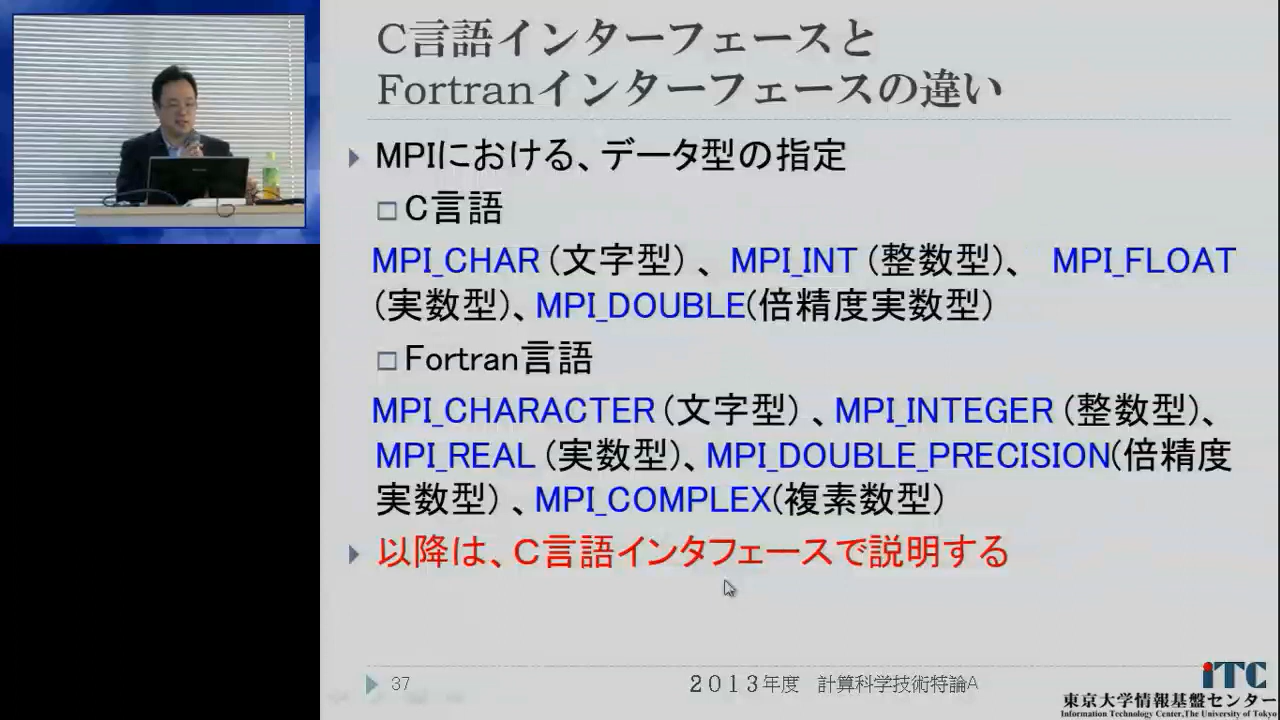 C言語インターフェースと
Fortranインターフェースの違い
MPIにおける、データ型の指定
C言語
MPI_CHAR (文字型) 、 MPI_INT (整数型)、 MPI_FLOAT
(実数型)、MPI_DOUBLE(倍精度実数型)
Fortran言語
MPI_CHARACTER (文字型) 、MPI_INTEGER (整数型)、
MPI_REAL (実数型)、MPI_DOUBLE_PRECISION(倍精度
実数型) 、MPI_COMPLEX(複素数型)
以降は、C言語インタフェースで説明する
37
2013年度 計算科学技術特論A
ITC
東京大学情報基盤センター
Information Technology Center,The University of Tokyo